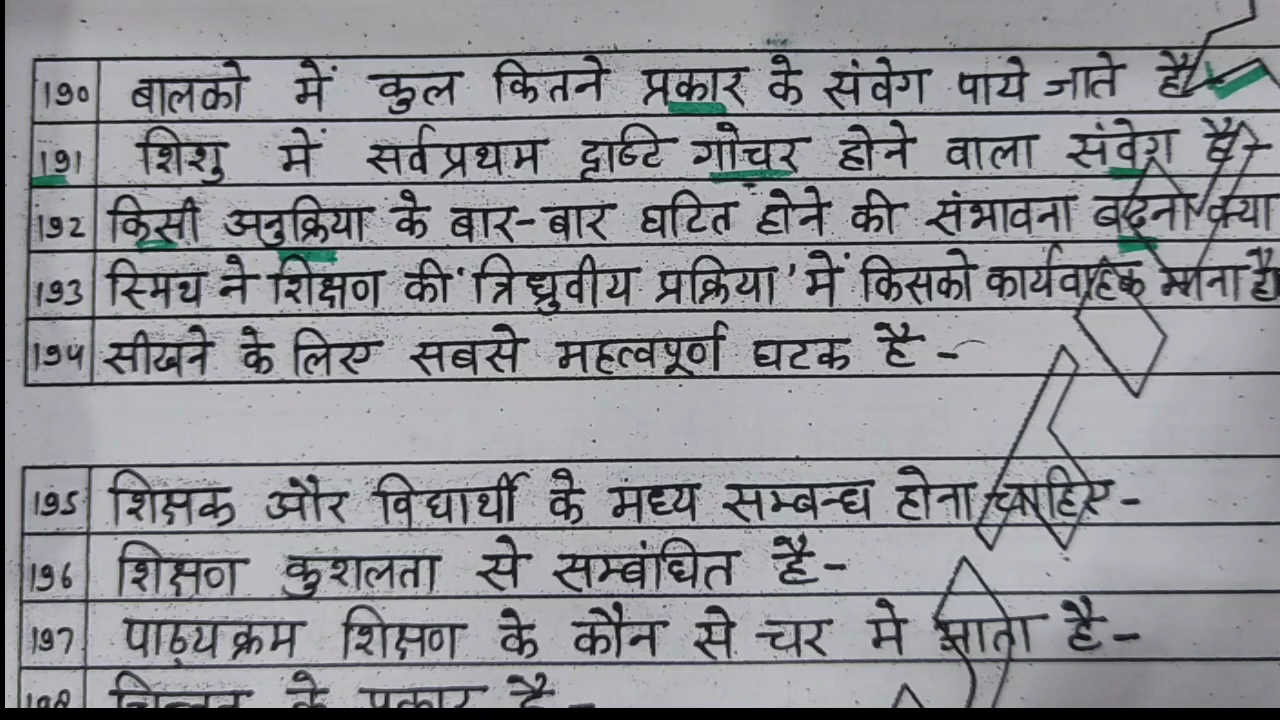 190 बालको में कुल कितने प्रकार के संवेग पाये जाते है
191 शिशु में सर्वप्रथम दृष्टि गोचर होने वाला संवेग है-
192 किसी अनुक्रिया के बार-बार घटित होने की संभावना बढ़ना क्या
193 स्मिथ ने शिक्षण की 'त्रिध्रुवीय प्रक्रिया' में किसको कार्यवाहक माना है
194 सीखने के लिए सबसे महत्वपूर्ण घटक है -
195 शिक्षक और विद्यार्थी के मध्य सम्बन्ध होना चाहिए -
196 शिक्षण कुशलता से सम्बंधित है-
197 पाठ्यक्रम शिक्षण के कौन से चर मे आता है-
198 के प्रकार है-